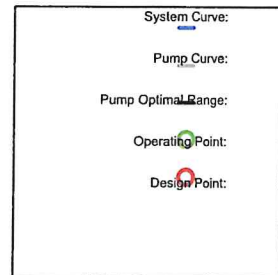 System Curve:
Pump Curve:
Pump Optimal Range:
Operating Point:
Design Point: